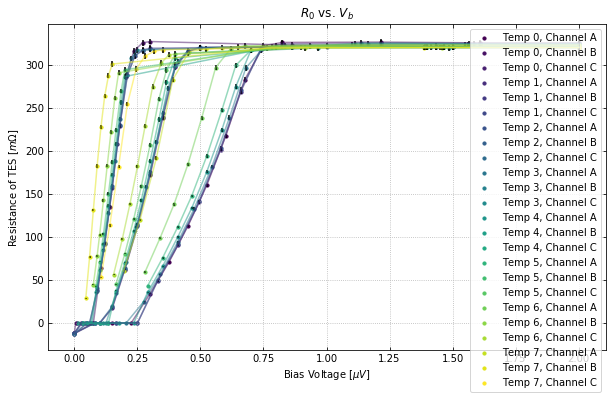 R₀ vs. V_b
Resistance of TES [mΩ]
300
250
200
150
100
50
0
0.00
0.25
0.50
0.75
1.00
1.25
1.50
1.75
2.00
Bias Voltage [μV]
Temp 0, Channel A
Temp 0, Channel B
Temp 0, Channel C
Temp 1, Channel A
Temp 1, Channel B
Temp 1, Channel C
Temp 2, Channel A
Temp 2, Channel B
Temp 2, Channel C
Temp 3, Channel A
Temp 3, Channel B
Temp 3, Channel C
Temp 4, Channel A
Temp 4, Channel B
Temp 4, Channel C
Temp 5, Channel A
Temp 5, Channel B
Temp 5, Channel C
Temp 6, Channel A
Temp 6, Channel B
Temp 6, Channel C
Temp 7, Channel A
Temp 7, Channel B
Temp 7, Channel C